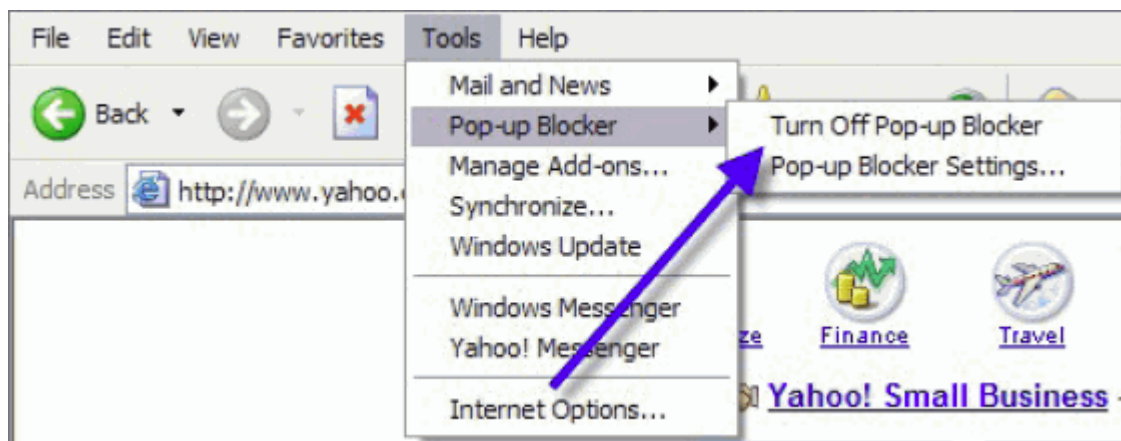 File Edit View Favorites Tools Help
Back
Address http://www.yahoo.
Mail and News
Pop-up Blocker
Manage Add-ons...
Synchronize...
Windows Update
Windows Messenger
Yahoo! Messenger
Internet Options...
Turn Off Pop-up Blocker
Pop-up Blocker Settings...
ze Finance Travel
Yahoo! Small Business -